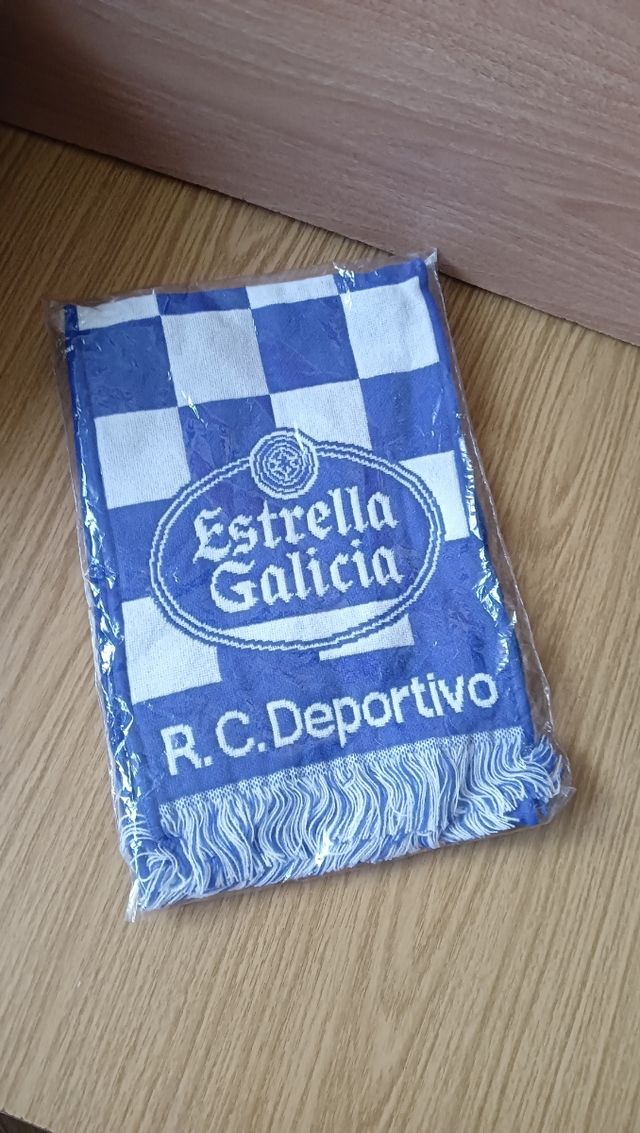 Estrella
Galicia
R. C. Deportivo